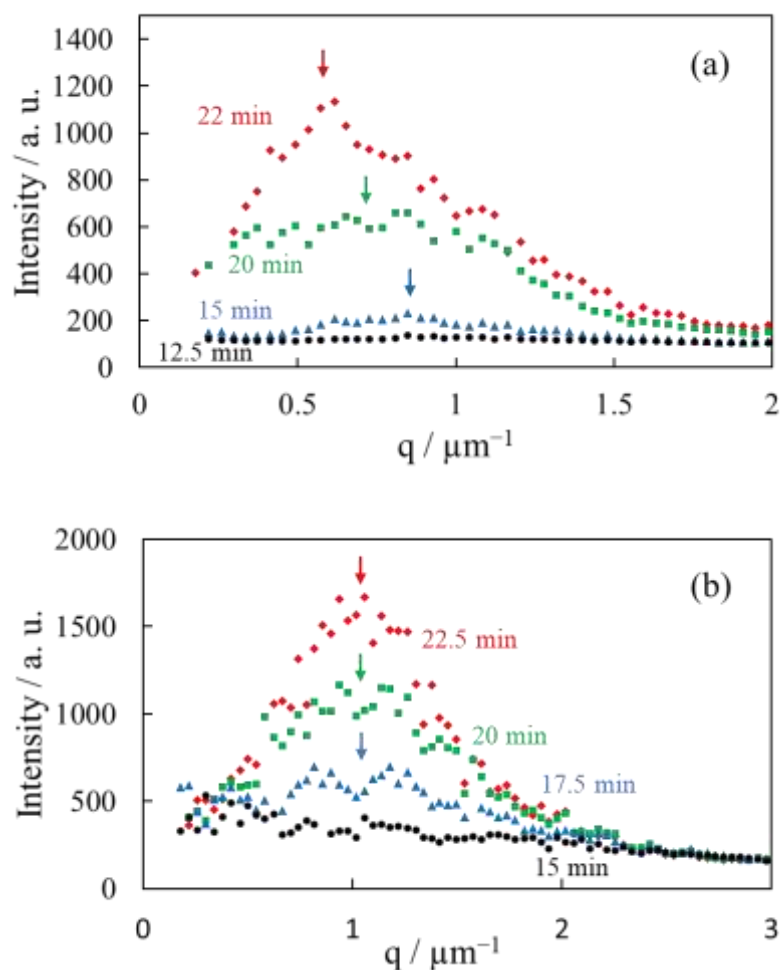 1400
(a)
1200
22 min
1000
800
600
20 min
400
15 min
200
12.5 min
0
0
0.5
1
1.5
2
Intensity / a. u.
q / µm⁻¹
2000
(b)
1500
22.5 min
1000
20 min
17.5 min
500
15 min
0
0
1
2
3
Intensity / a. u.
q / µm⁻¹